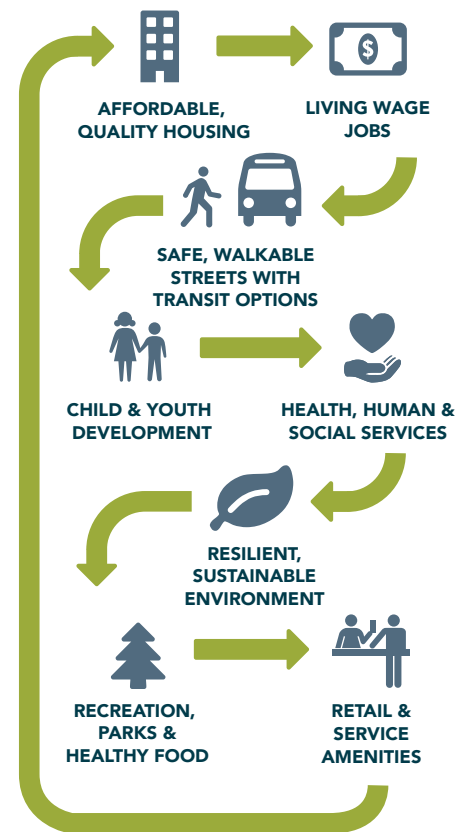 $
AFFORDABLE,
QUALITY HOUSING
LIVING WAGE
JOBS
SAFE, WALKABLE
STREETS WITH
TRANSIT OPTIONS
CHILD & YOUTH
DEVELOPMENT
HEALTH, HUMAN &
SOCIAL SERVICES
RESILIENT,
SUSTAINABLE
ENVIRONMENT
RECREATION,
PARKS &
HEALTHY FOOD
RETAIL &
SERVICE
AMENITIES